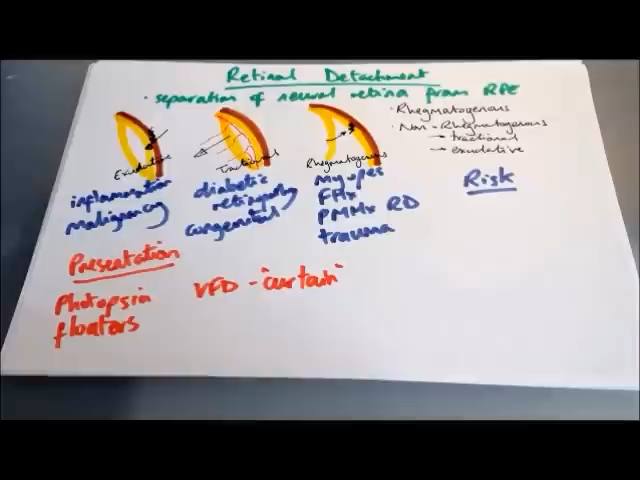 Retinal Detachment
· separation of neural retina from RPE
· Rhegmatogenous
· Non-Rhegmatogenous
→ tractional
→ exudative
Exudative
Tractional
Rhegmatogenous
inflammation
malignancy
diabetic
retinopathy
congenital
myopes
FHx
PMHx RD
trauma
Risk
Presentation
Photopsia
floaters
VFD - "curtain"